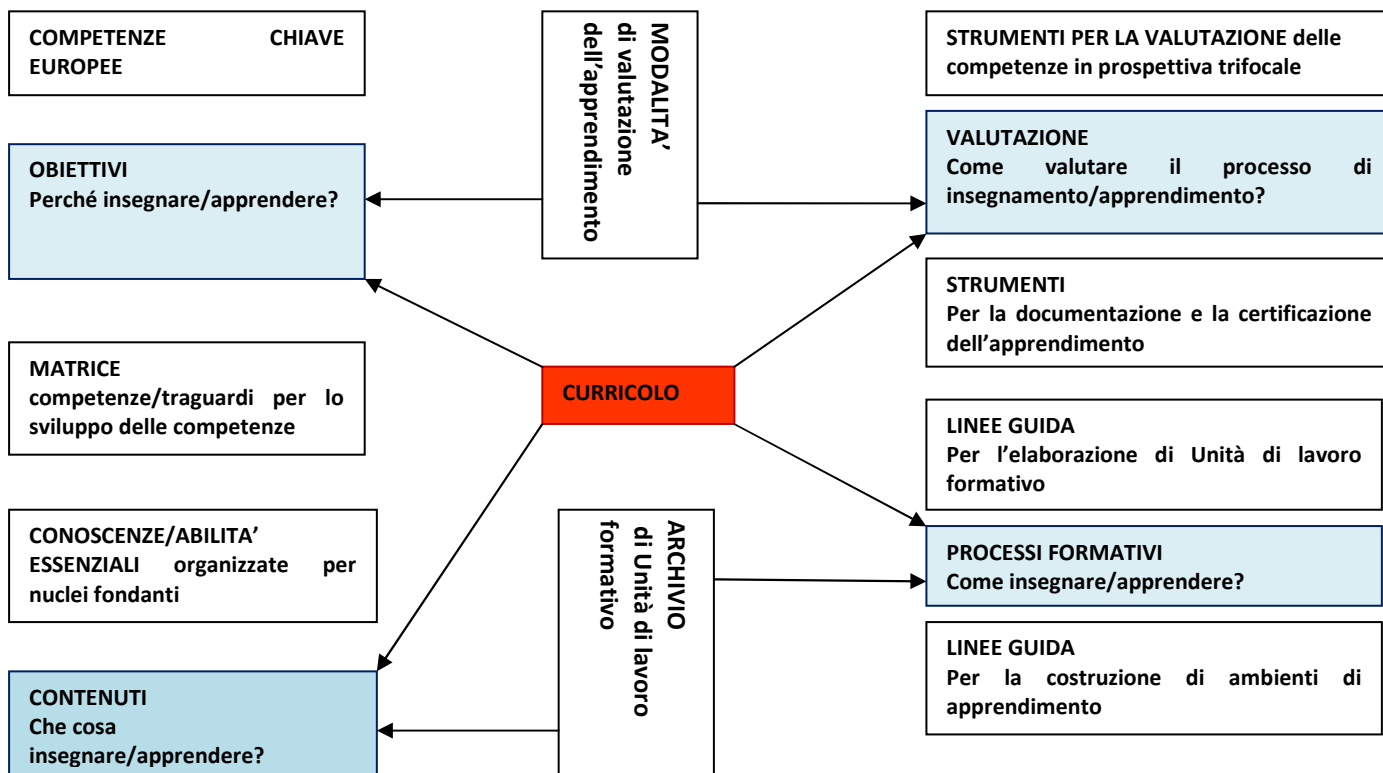 COMPETENZE CHIAVE
EUROPEE
OBIETTIVI
Perché insegnare/apprendere?
MATRICE
competenze/traguardi per lo
sviluppo delle competenze
CONOSCENZE/ABILITA’
ESSENZIALI organizzate per
nuclei fondanti
CONTENUTI
Che cosa
insegnare/apprendere?
MODALITA’
di valutazione
dell’apprendimento
CURRICOLO
ARCHIVIO
di Unità di lavoro
formativo
STRUMENTI PER LA VALUTAZIONE delle
competenze in prospettiva trifocale
VALUTAZIONE
Come valutare il processo di
insegnamento/apprendimento?
STRUMENTI
Per la documentazione e la certificazione
dell’apprendimento
LINEE GUIDA
Per l’elaborazione di Unità di lavoro
formativo
PROCESSI FORMATIVI
Come insegnare/apprendere?
LINEE GUIDA
Per la costruzione di ambienti di
apprendimento